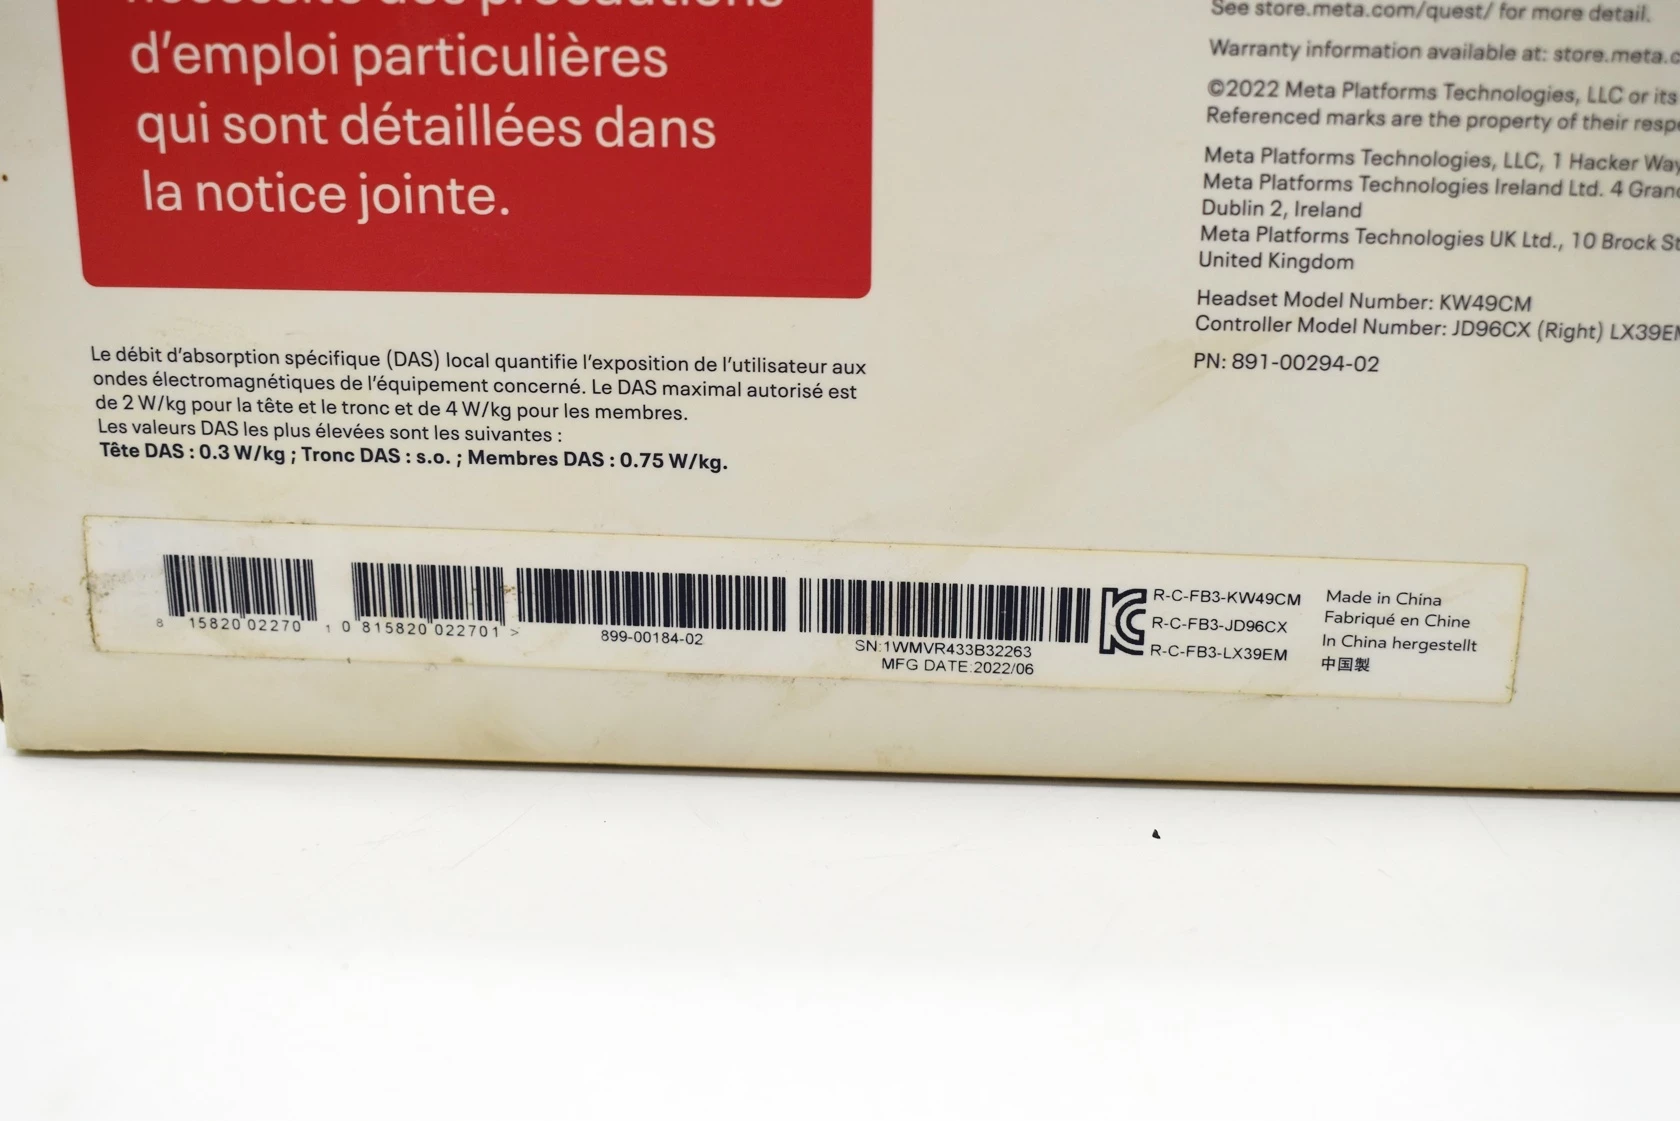 nécessite des précautions
d'emploi particulières
qui sont détaillées dans
la notice jointe.
Le débit d'absorption spécifique (DAS) local quantifie l'exposition de l'utilisateur aux
ondes électromagnétiques de l'équipement concerné. Le DAS maximal autorisé est
de 2 W/kg pour la tête et le tronc et de 4 W/kg pour les membres.
Les valeurs DAS les plus élevées sont les suivantes :
Tête DAS : 0.3 W/kg ; Tronc DAS : s.o. ; Membres DAS : 0.75 W/kg.
See store.meta.com/quest/ for more detail.
Warranty information available at: store.meta.c
©2022 Meta Platforms Technologies, LLC or its
Referenced marks are the property of their resp
Meta Platforms Technologies, LLC, 1 Hacker Way
Meta Platforms Technologies Ireland Ltd. 4 Gran
Dublin 2, Ireland
Meta Platforms Technologies UK Ltd., 10 Brock St
United Kingdom
Headset Model Number: KW49CM
Controller Model Number: JD96CX (Right) LX39EM
PN: 891-00294-02
8 15820 02270 1
0 815820 022701 >
899-00184-02
SN:1WMVR433B32263
MFG DATE:2022/06
R-C-FB3-KW49CM
R-C-FB3-JD96CX
R-C-FB3-LX39EM
Made in China
Fabriqué en Chine
In China hergestellt
中国製